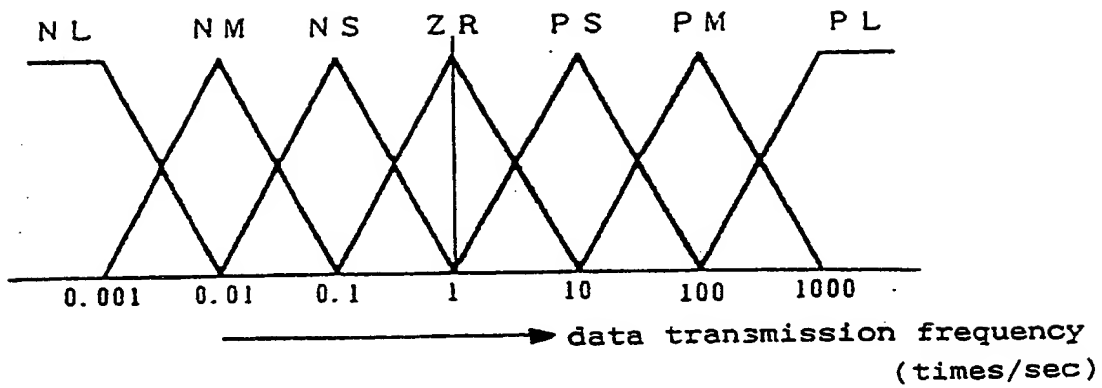 NL NM NS ZR PS PM PL
0.001 0.01 0.1 1 10 100 1000
data transmission frequency
(times/sec)